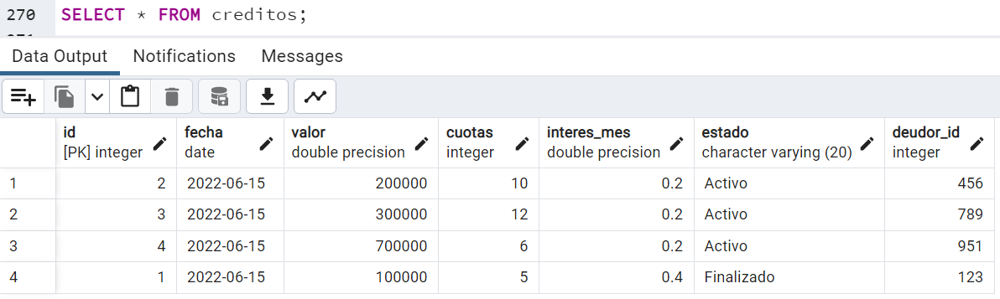 270 SELECT * FROM creditos;
Data Output Notifications Messages
id fecha valor cuotas interes_mes estado deudor_id
[PK] integer date double precision integer double precision character varying (20) integer
1 2 2022-06-15 200000 10 0.2 Activo 456
2 3 2022-06-15 300000 12 0.2 Activo 789
3 4 2022-06-15 700000 6 0.2 Activo 951
4 1 2022-06-15 100000 5 0.4 Finalizado 123